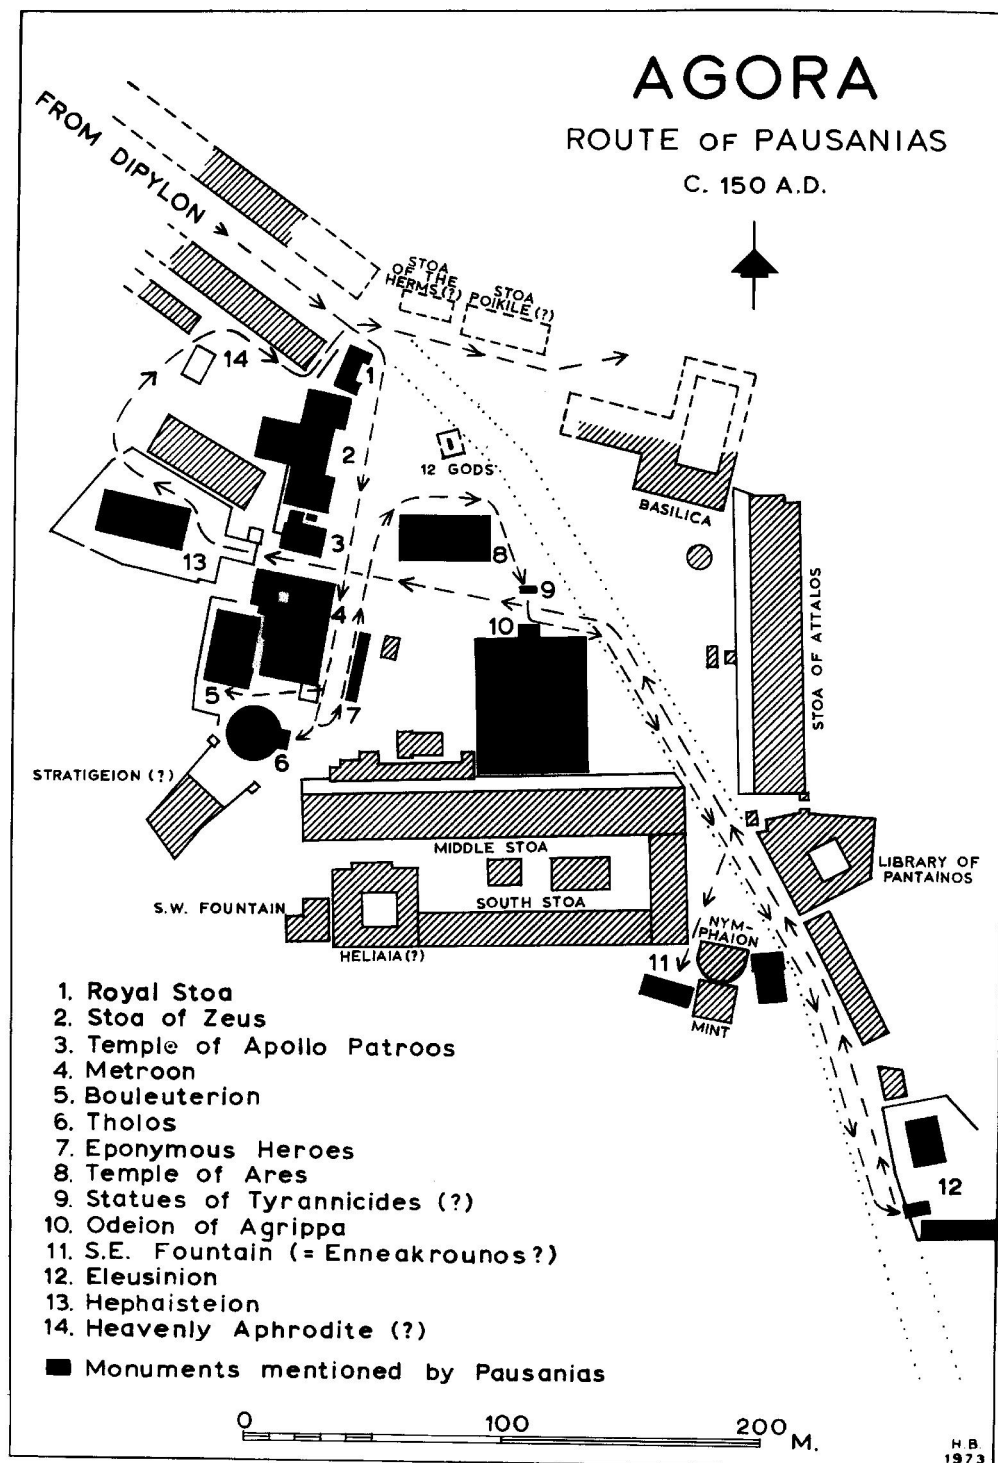 AGORA
ROUTE OF PAUSANIAS
C. 150 A.D.
FROM DIPYLON
STOA
OF THE
HERMS(?)
STOA
POIKILE(?)
14
1
2
12 GODS
BASILICA
3
8
13
9
4
10
STOA OF ATTALOS
5
7
6
STRATIGEION (?)
MIDDLE STOA
LIBRARY OF
PANTAINOS
SOUTH STOA
S.W. FOUNTAIN
NYM-
PHAION
HELIAIA(?)
11
MINT
12
1. Royal Stoa
2. Stoa of Zeus
3. Temple of Apollo Patroos
4. Metroon
5. Bouleuterion
6. Tholos
7. Eponymous Heroes
8. Temple of Ares
9. Statues of Tyrannicides (?)
10. Odeion of Agrippa
11. S.E. Fountain (= Enneakrounos?)
12. Eleusinion
13. Hephaisteion
14. Heavenly Aphrodite (?)
Monuments mentioned by Pausanias
0 100 200 M.
H.B.
1973